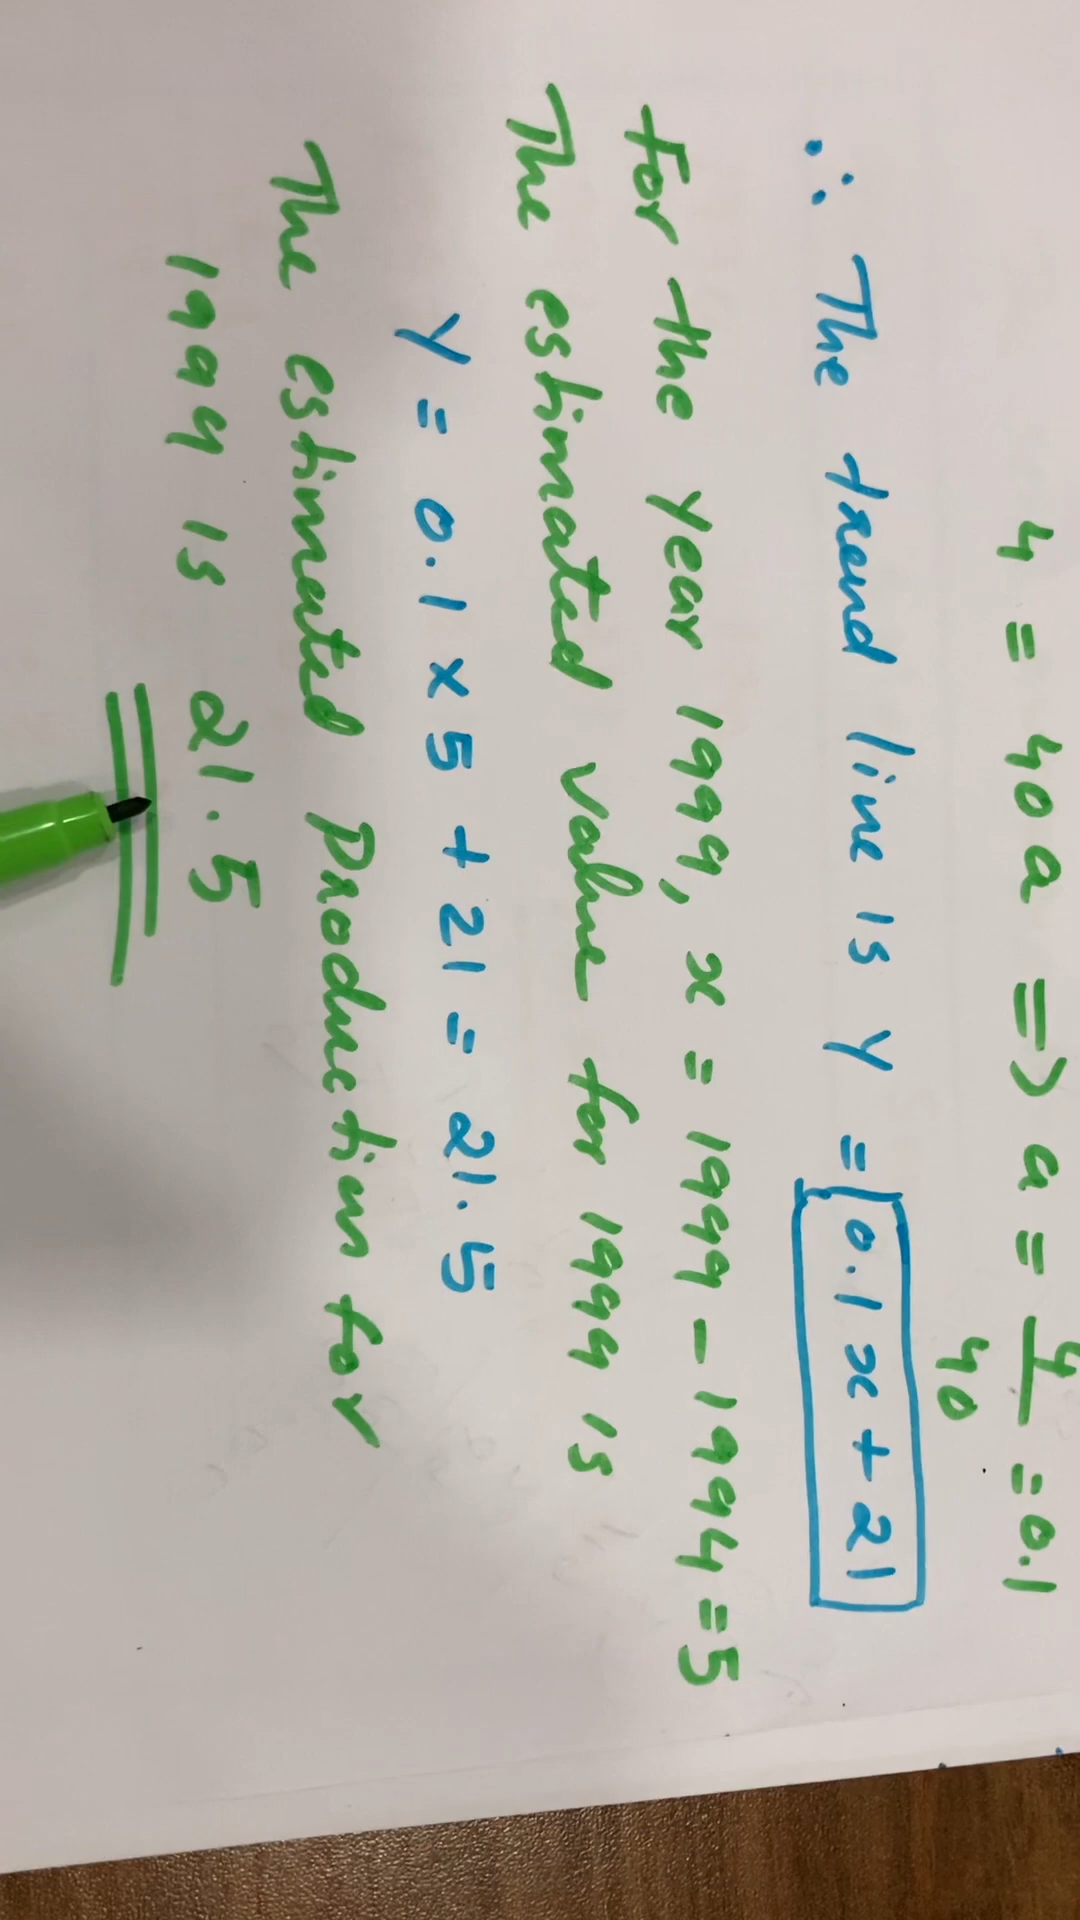 4 = 40a => a = 4/40 = 0.1
∴ The trend line is y = 0.1x + 21
For the year 1999, x = 1999 - 1994 = 5
The estimated value for 1999 is
y = 0.1 x 5 + 21 = 21.5
The estimated production for
1999 is 21.5